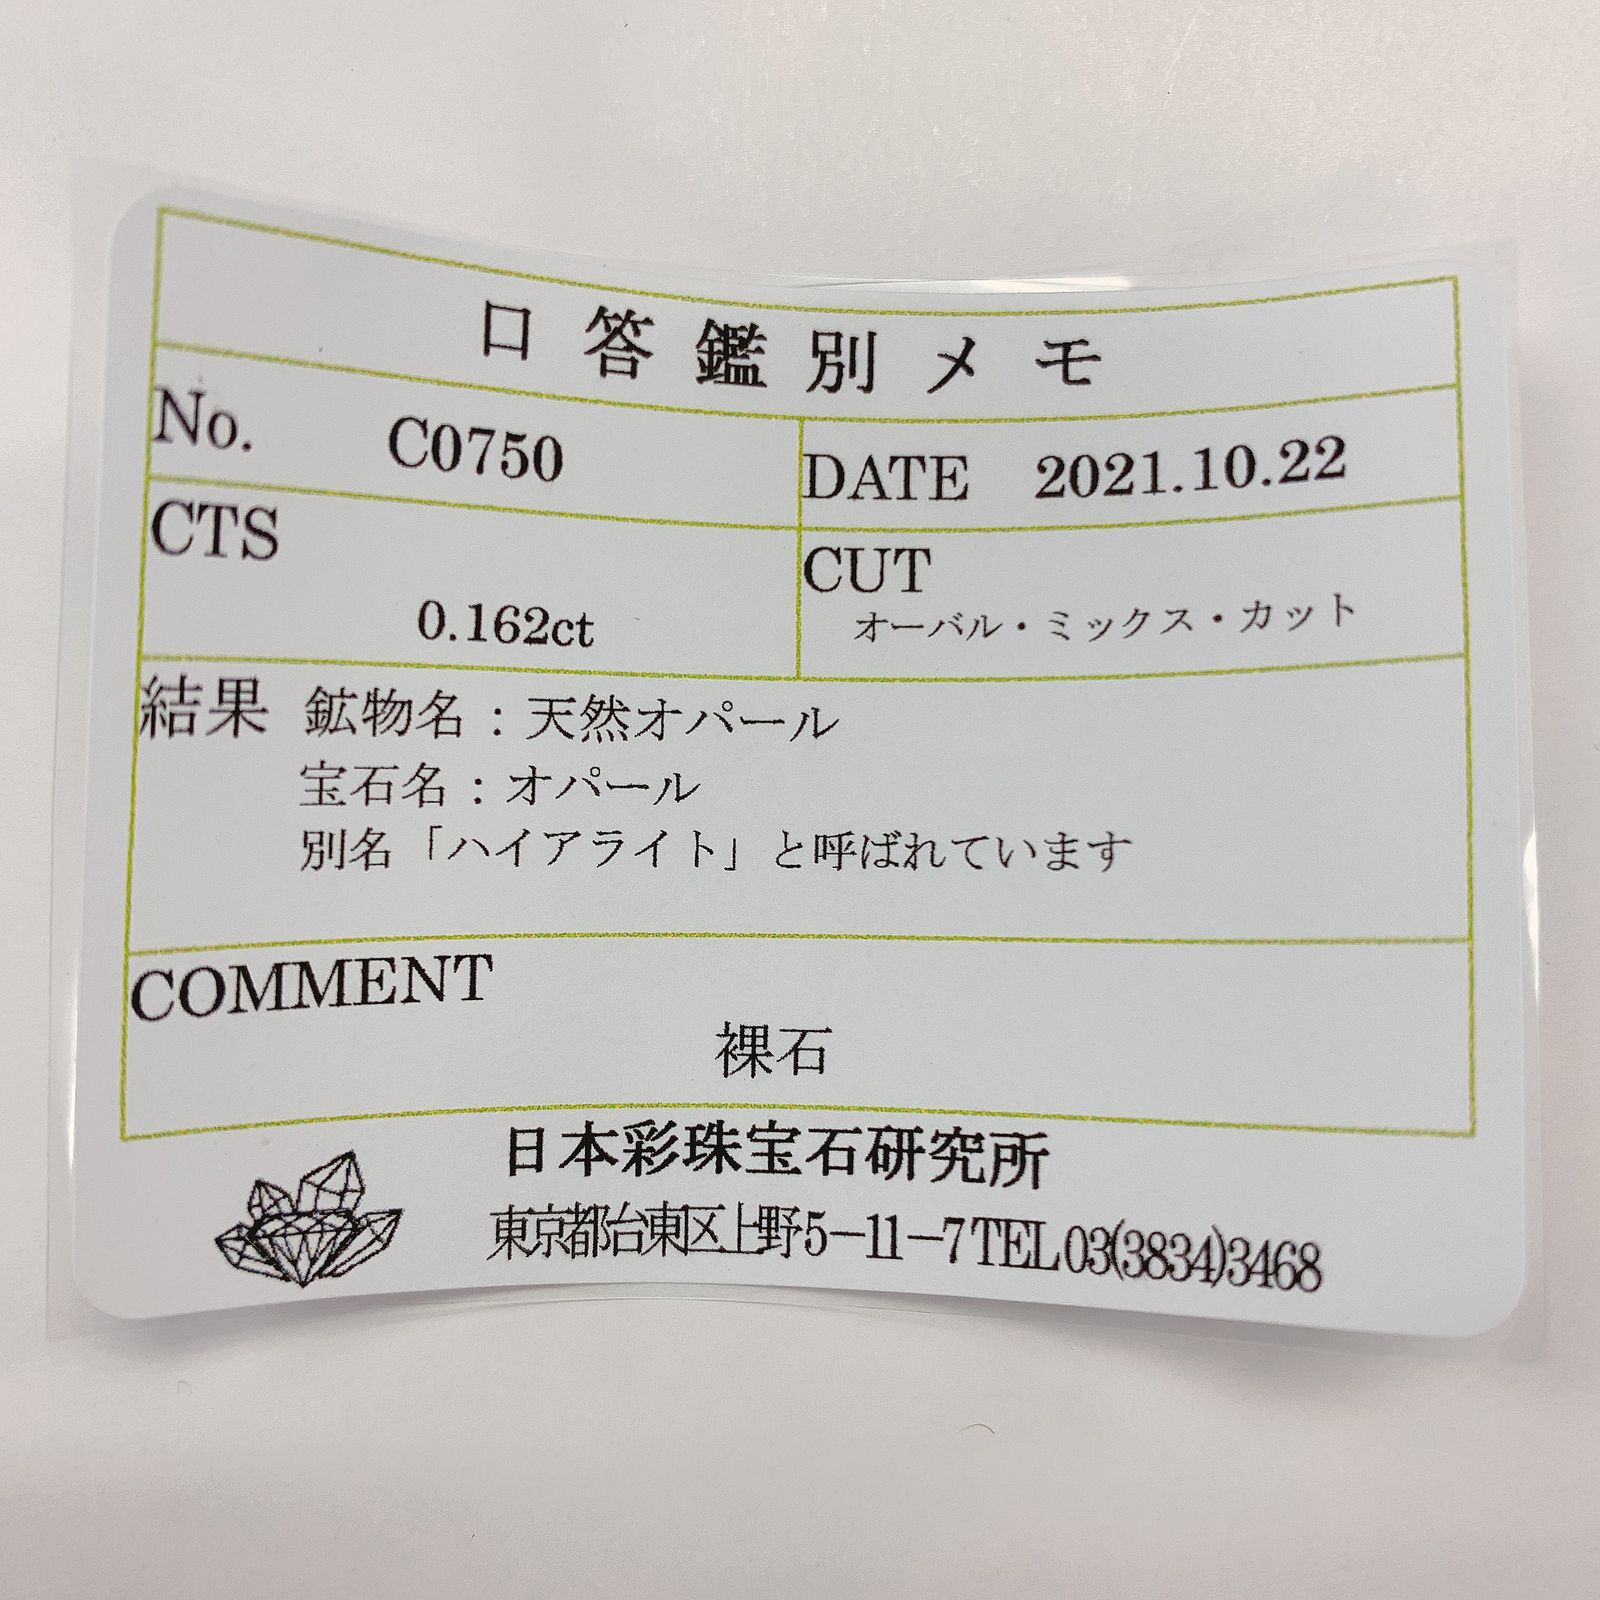 口答鑑別メモ
No. C0750
DATE 2021.10.22
CTS
0.162ct
CUT
オーバル・ミックス・カット
結果 鉱物名：天然オパール
宝石名：オパール
別名「ハイアライト」と呼ばれています
COMMENT
裸石
日本彩珠宝石研究所
東京都台東区上野5－11－7 TEL 03(3834)3468